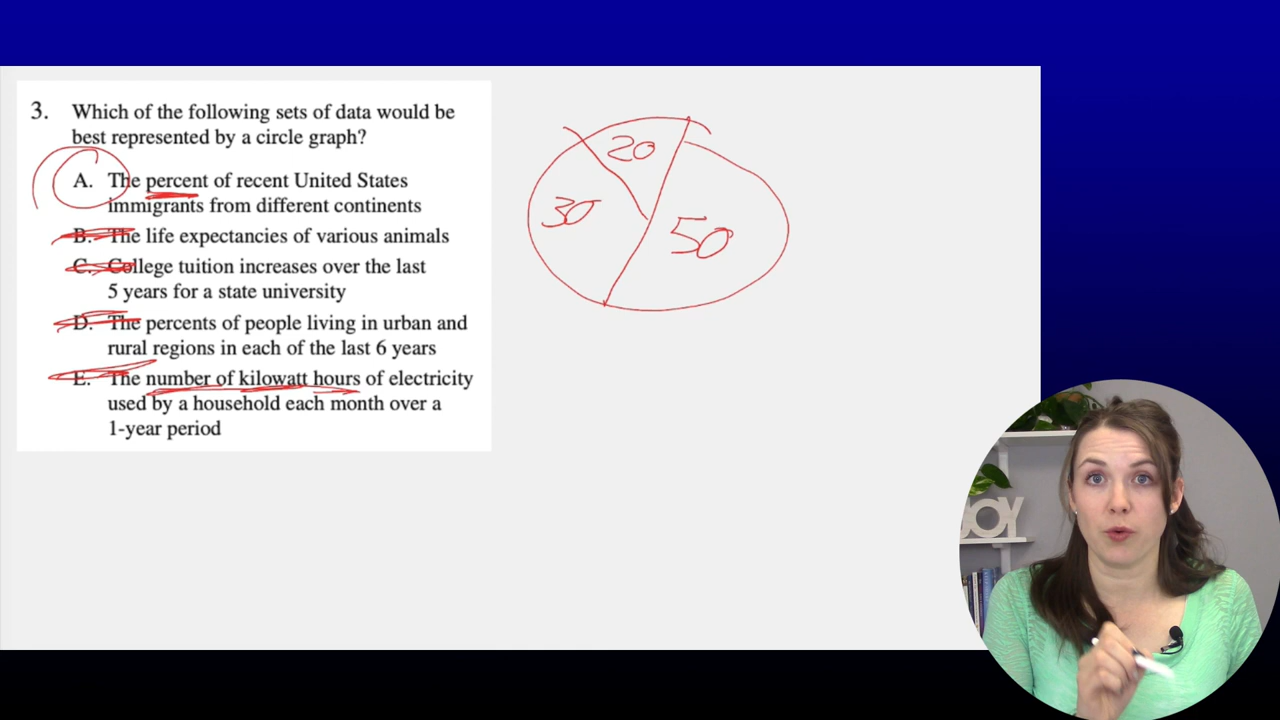 3. Which of the following sets of data would be
best represented by a circle graph?
A. The percent of recent United States
immigrants from different continents
B. The life expectancies of various animals
C. College tuition increases over the last
5 years for a state university
D. The percents of people living in urban and
rural regions in each of the last 6 years
E. The number of kilowatt hours of electricity
used by a household each month over a
1-year period
20
30
50
JOY